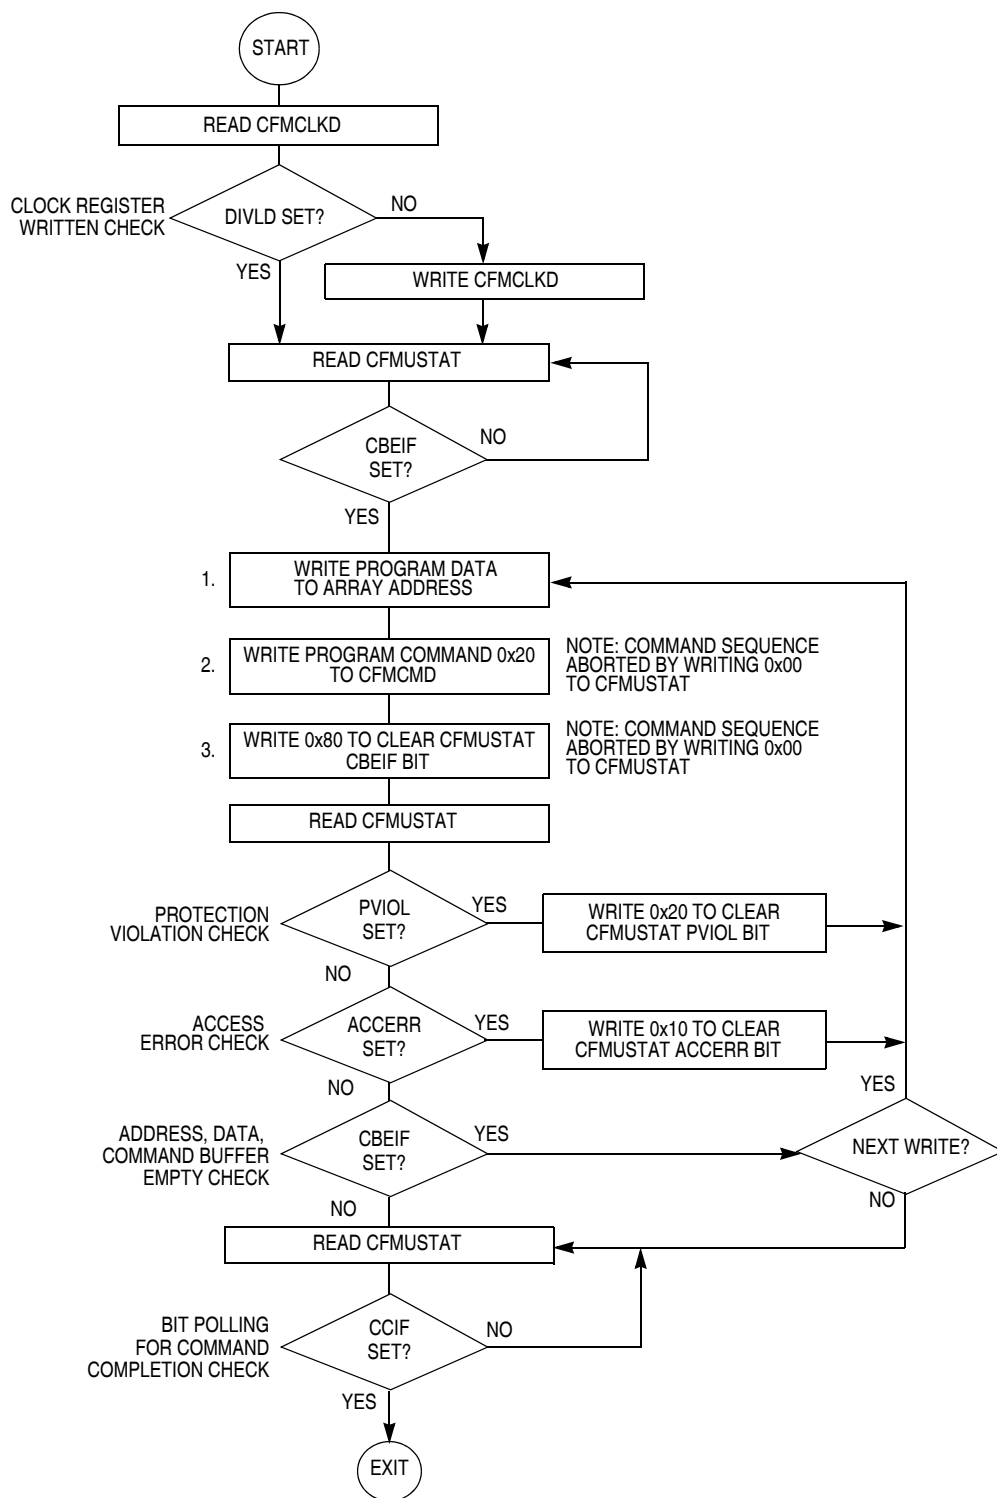 START
READ CFMCLKD
CLOCK REGISTER
WRITTEN CHECK
DIVLD SET?
NO
YES
WRITE CFMCLKD
READ CFMUSTAT
CBEIF
SET?
NO
YES
1.
WRITE PROGRAM DATA
TO ARRAY ADDRESS
2.
WRITE PROGRAM COMMAND 0x20
TO CFMCMD
NOTE: COMMAND SEQUENCE
ABORTED BY WRITING 0x00
TO CFMUSTAT
3.
WRITE 0x80 TO CLEAR CFMUSTAT
CBEIF BIT
NOTE: COMMAND SEQUENCE
ABORTED BY WRITING 0x00
TO CFMUSTAT
READ CFMUSTAT
PROTECTION
VIOLATION CHECK
PVIOL
SET?
YES
WRITE 0x20 TO CLEAR
CFMUSTAT PVIOL BIT
NO
ACCESS
ERROR CHECK
ACCERR
SET?
YES
WRITE 0x10 TO CLEAR
CFMUSTAT ACCERR BIT
NO
YES
ADDRESS, DATA,
COMMAND BUFFER
EMPTY CHECK
CBEIF
SET?
YES
NEXT WRITE?
NO
NO
READ CFMUSTAT
BIT POLLING
FOR COMMAND
COMPLETION CHECK
CCIF
SET?
NO
YES
EXIT